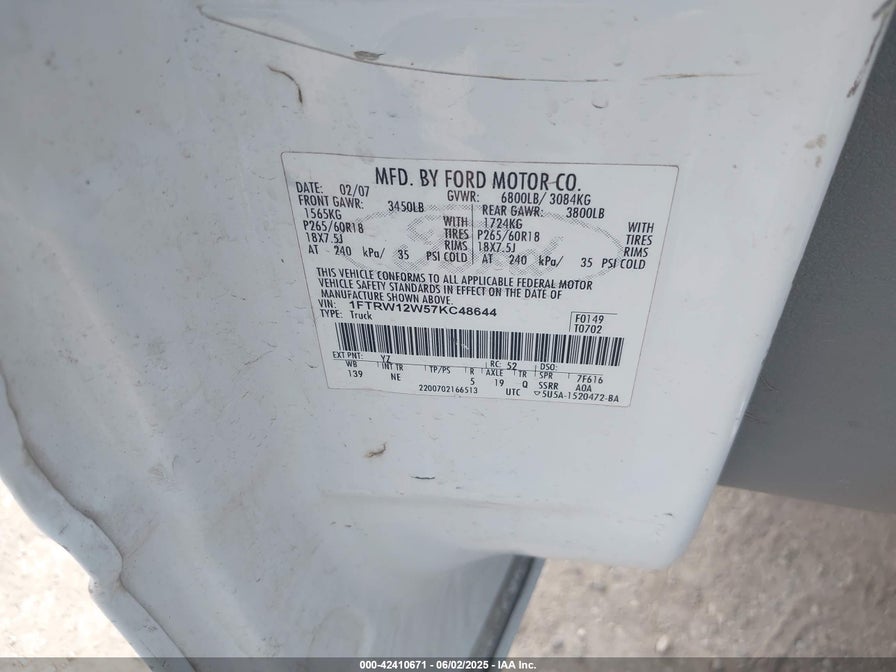 MFD. BY FORD MOTOR CO.
DATE: 02/07 GVWR: 6800LB/ 3084KG
FRONT GAWR: 3450LB REAR GAWR: 3800LB
1565KG WITH 1724KG WITH
P265/60R18 TIRES P265/60R18 TIRES
18X7.5J RIMS 18X7.5J RIMS
AT 240 kPa/ 35 PSI COLD AT 240 kPa/ 35 PSI COLD
THIS VEHICLE CONFORMS TO ALL APPLICABLE FEDERAL MOTOR
VEHICLE SAFETY STANDARDS IN EFFECT ON THE DATE OF
MANUFACTURE SHOWN ABOVE.
VIN: 1FTRW12W57KC48644
TYPE: Truck
F0149
T0702
EXT PNT: YZ RC: 52 DSO:
WB INT TR TP/PS R AXLE TR SPR 7F616
139 NE 5 19 Q SSRR AOA
2200702166513 UTC ▽5U5A-1520472-BA
000-42410671 - 06/02/2025 - IAA Inc.